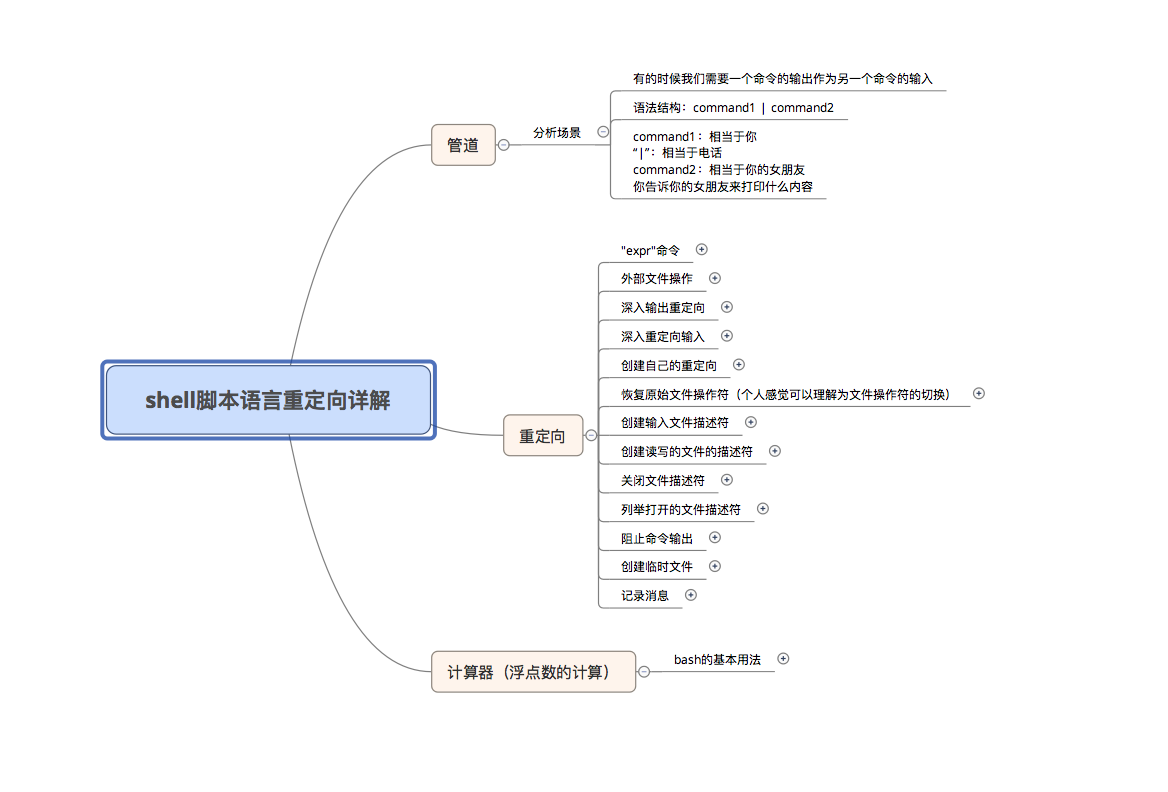 有的时候我们需要一个命令的输出作为另一个命令的输入
语法结构：command1 | command2
分析场景
管道
command1：相当于你
“|”：相当于电话
command2：相当于你的女朋友
你告诉你的女朋友来打印什么内容
"expr"命令
外部文件操作
深入输出重定向
深入重定向输入
创建自己的重定向
恢复原始文件操作符（个人感觉可以理解为文件操作符的切换）
shell脚本语言重定向详解
创建输入文件描述符
重定向
创建读写的文件的描述符
关闭文件描述符
列举打开的文件描述符
阻止命令输出
创建临时文件
记录消息
bash的基本用法
计算器（浮点数的计算）